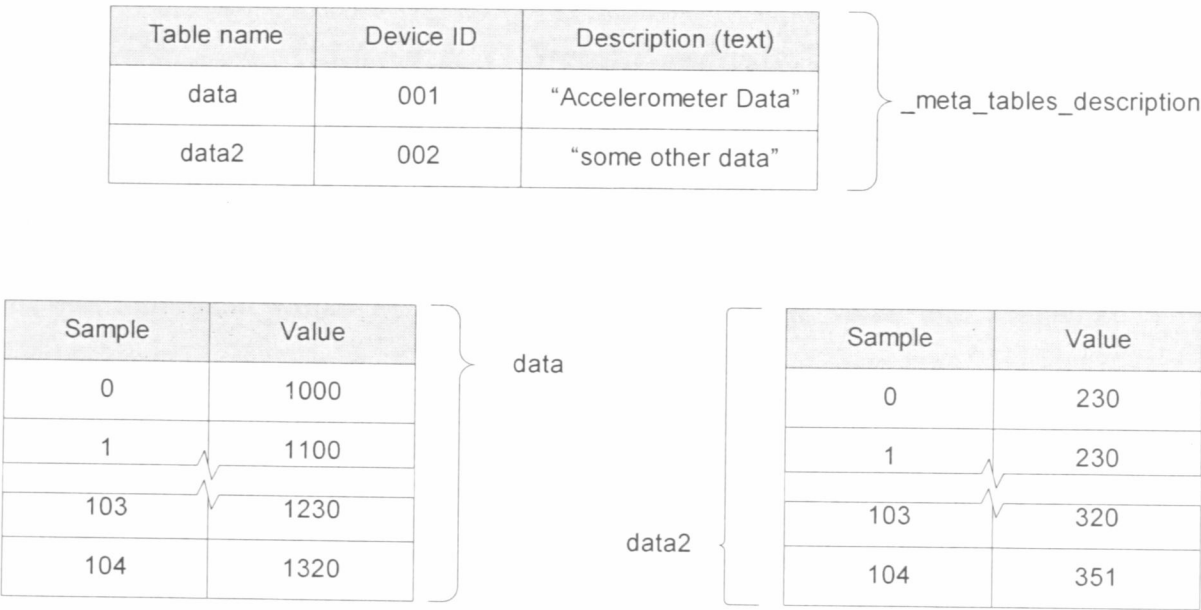 Table name Device ID Description (text)
data 001 “Accelerometer Data”
_meta_tables_description
data2 002 “some other data”
Sample Value
0 1000
data
1 1100
103 1230
104 1320
Sample Value
0 230
1 230
103 320
data2
104 351